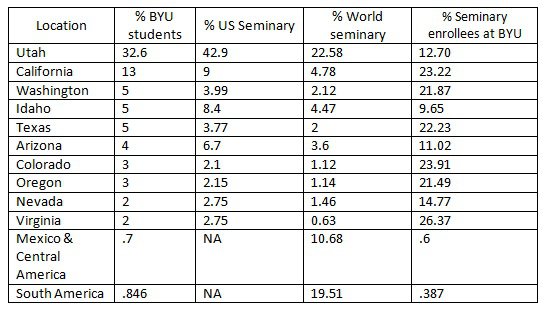 Location % BYU students % US Seminary % World seminary % Seminary enrollees at BYU
Utah 32.6 42.9 22.58 12.70
California 13 9 4.78 23.22
Washington 5 3.99 2.12 21.87
Idaho 5 8.4 4.47 9.65
Texas 5 3.77 2 22.23
Arizona 4 6.7 3.6 11.02
Colorado 3 2.1 1.12 23.91
Oregon 3 2.15 1.14 21.49
Nevada 2 2.75 1.46 14.77
Virginia 2 2.75 0.63 26.37
Mexico & Central America .7 NA 10.68 .6
South America .846 NA 19.51 .387